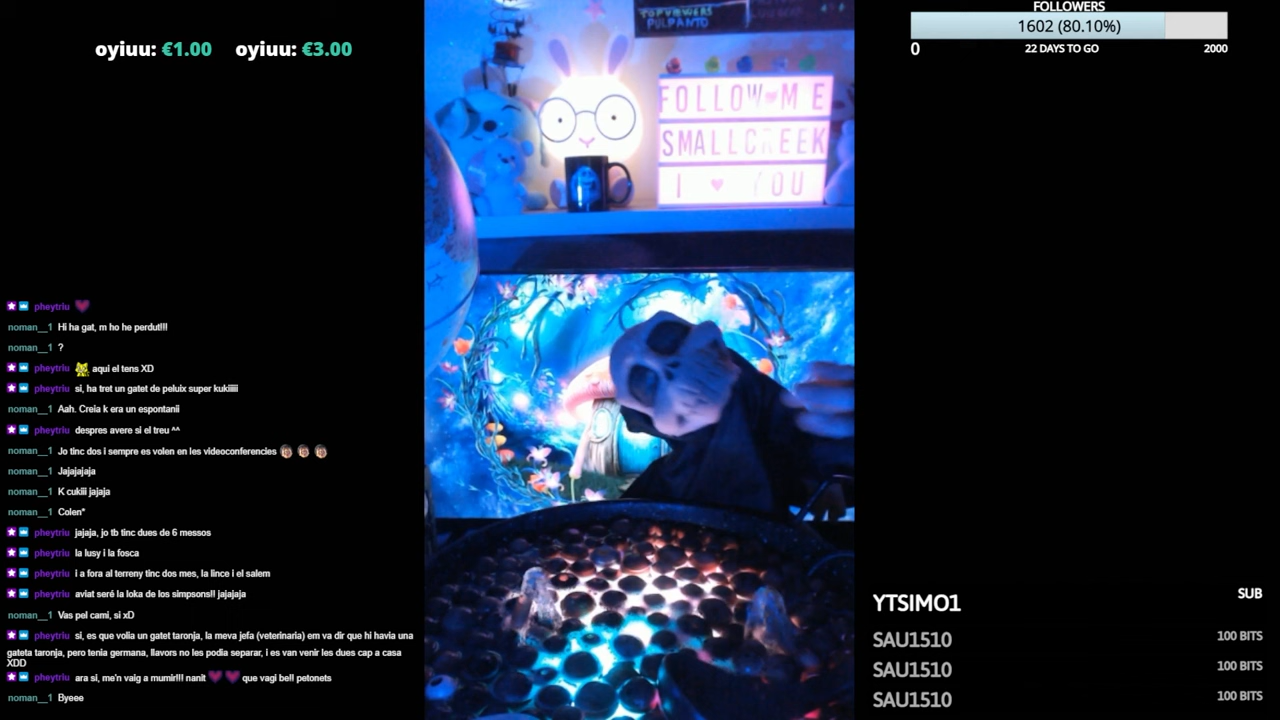 oyiuu: €1.00 oyiuu: €3.00
FOLLOWERS
1602 (80.10%)
0 22 DAYS TO GO 2000
TOPVIEWERS
PULPANTO
FOLLOW ♥ ME
SMALLCREEK
I ♥ YOU
pheytriu 💜
noman__1 Hi ha gat, m ho he perdut!!!
noman__1 ?
pheytriu aqui el tens XD
pheytriu si, ha tret un gatet de peluix super kukiiiii
noman__1 Aah. Creia k era un espontanii
pheytriu despres avere si el treu ^^
noman__1 Jo tinc dos i sempre es volen en les videoconferencies
noman__1 Jajajajaja
noman__1 K cukiii jajaja
noman__1 Colen*
pheytriu jajaja, jo tb tinc dues de 6 messos
pheytriu la lusy i la fosca
pheytriu i a fora al terreny tinc dos mes, la lince i el salem
pheytriu aviat seré la loka de los simpsons!! jajajaja
noman__1 Vas pel cami, si xD
pheytriu si, es que volia un gatet taronja, la meva jefa (veterinaria) em va dir que hi havia una
gateta taronja, pero tenia germana, llavors no les podia separar, i es van venir les dues cap a casa
XDD
pheytriu ara si, me'n vaig a mumir!!! nanit 💜 💜 que vagi be!! petonets
noman__1 Byeee
YTSIMO1 SUB
SAU1510 100 BITS
SAU1510 100 BITS
SAU1510 100 BITS